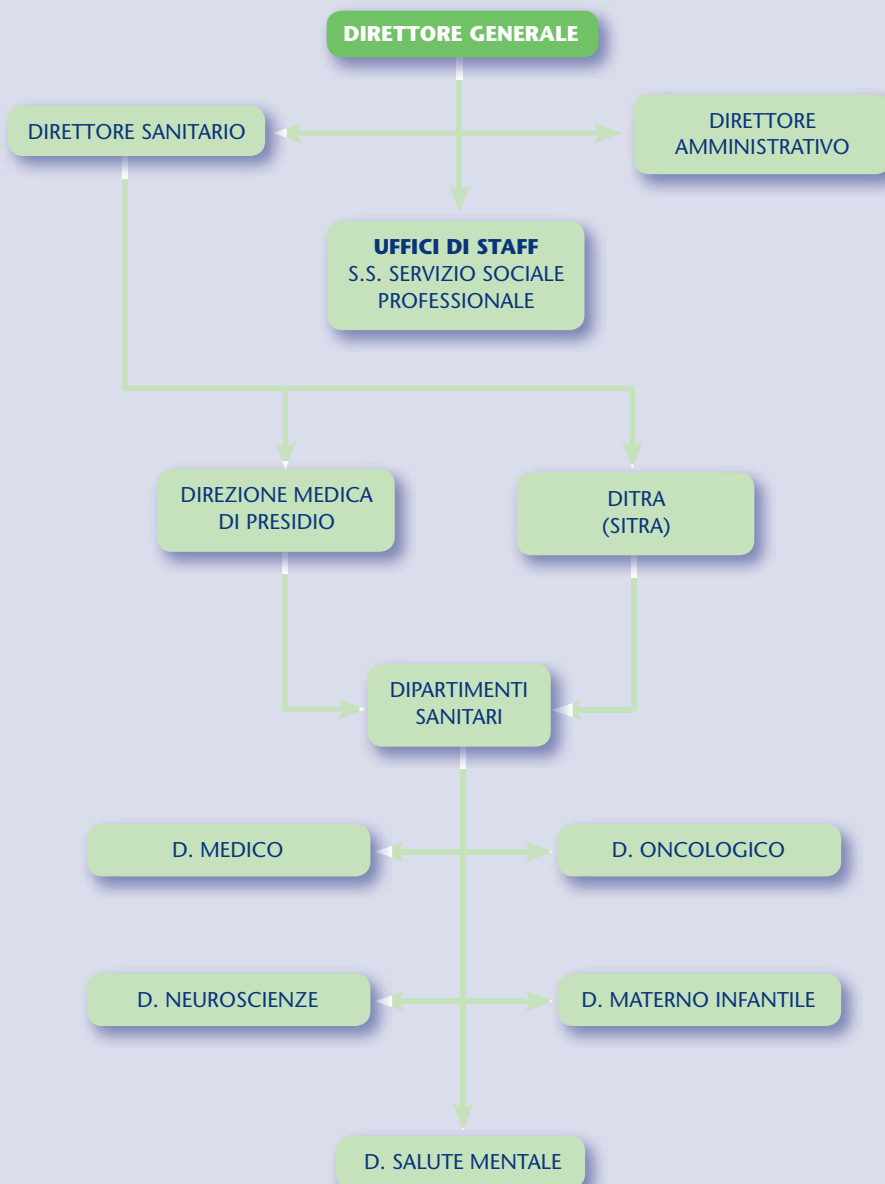 DIRETTORE GENERALE
DIRETTORE SANITARIO
DIRETTORE
AMMINISTRATIVO
UFFICI DI STAFF
S.S. SERVIZIO SOCIALE
PROFESSIONALE
DIREZIONE MEDICA
DI PRESIDIO
DITRA
(SITRA)
DIPARTIMENTI
SANITARI
D. MEDICO
D. ONCOLOGICO
D. NEUROSCIENZE
D. MATERNO INFANTILE
D. SALUTE MENTALE